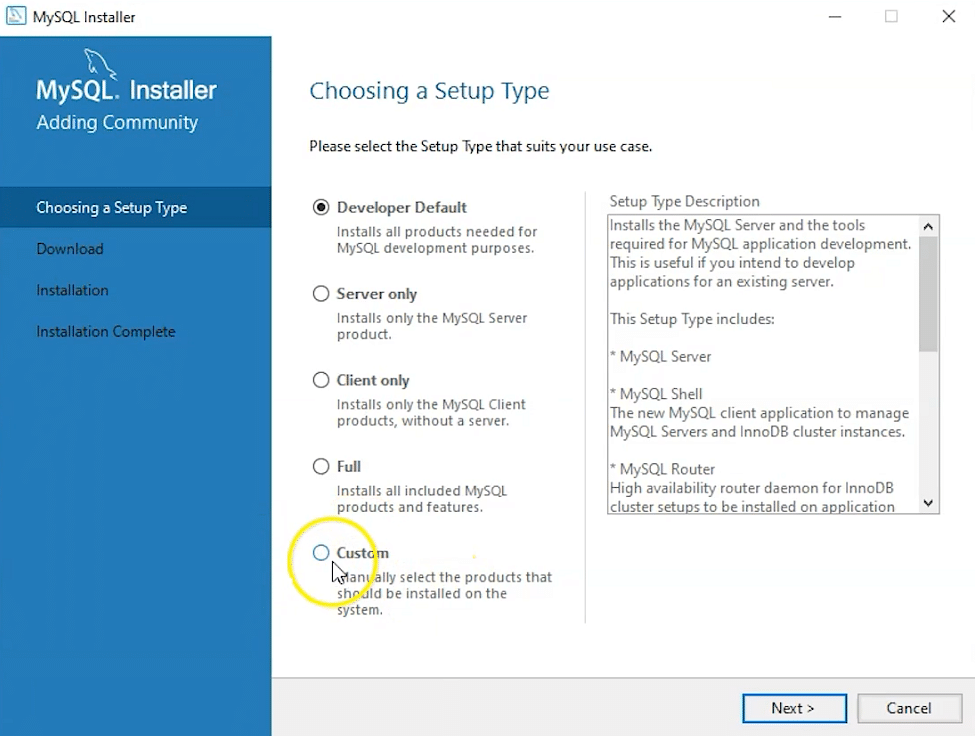 MySQL Installer
MySQL. Installer
Adding Community
Choosing a Setup Type
Download
Installation
Installation Complete
Choosing a Setup Type
Please select the Setup Type that suits your use case.
Developer Default
Installs all products needed for
MySQL development purposes.
Server only
Installs only the MySQL Server
product.
Client only
Installs only the MySQL Client
products, without a server.
Full
Installs all included MySQL
products and features.
Custom
Manually select the products that
should be installed on the
system.
Setup Type Description
Installs the MySQL Server and the tools
required for MySQL application development.
This is useful if you intend to develop
applications for an existing server.
This Setup Type includes:
* MySQL Server
* MySQL Shell
The new MySQL client application to manage
MySQL Servers and InnoDB cluster instances.
* MySQL Router
High availability router daemon for InnoDB
cluster setups to be installed on application
Next >
Cancel